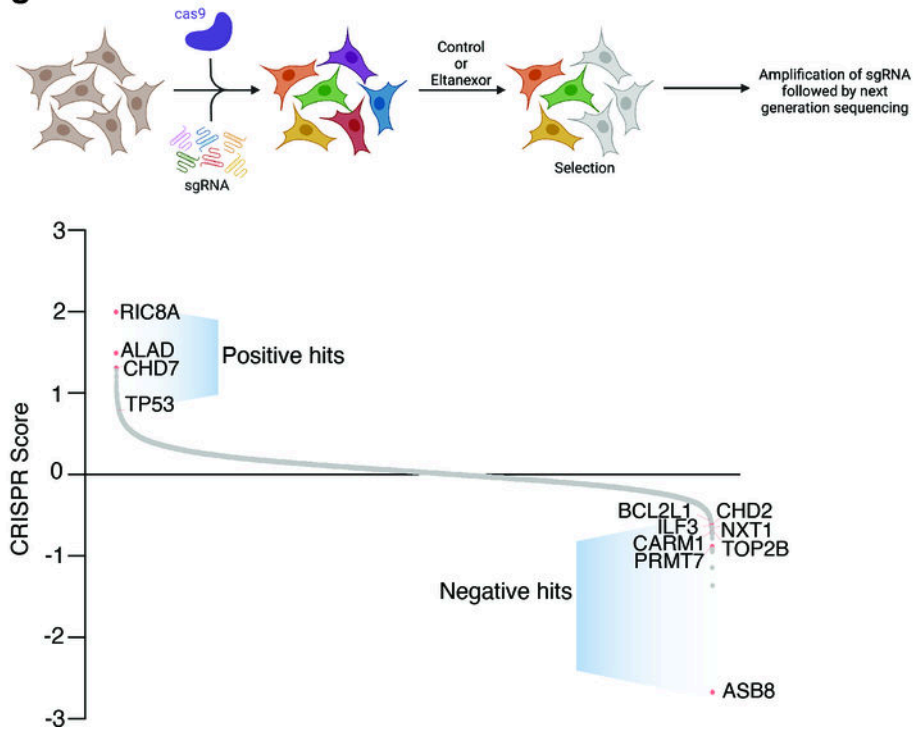 cas9
sgRNA
Control
or
Eltanexor
Selection
Amplification of sgRNA
followed by next
generation sequencing
CRISPR Score
3
2
1
0
-1
-2
-3
RIC8A
ALAD
CHD7
TP53
Positive hits
BCL2L1
ILF3
CARM1
PRMT7
CHD2
NXT1
TOP2B
Negative hits
ASB8